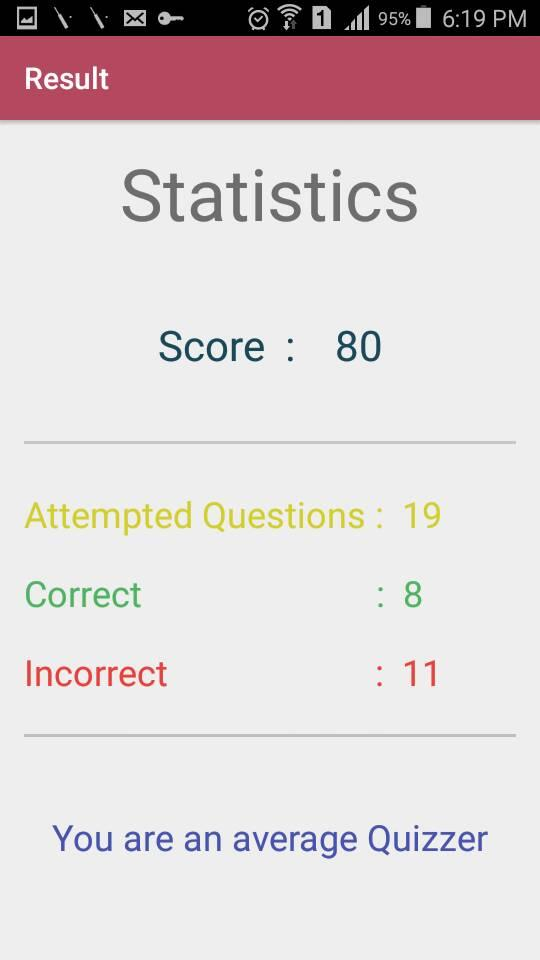 1 95% 6:19 PM
Result
Statistics
Score : 80
Attempted Questions : 19
Correct : 8
Incorrect : 11
You are an average Quizzer